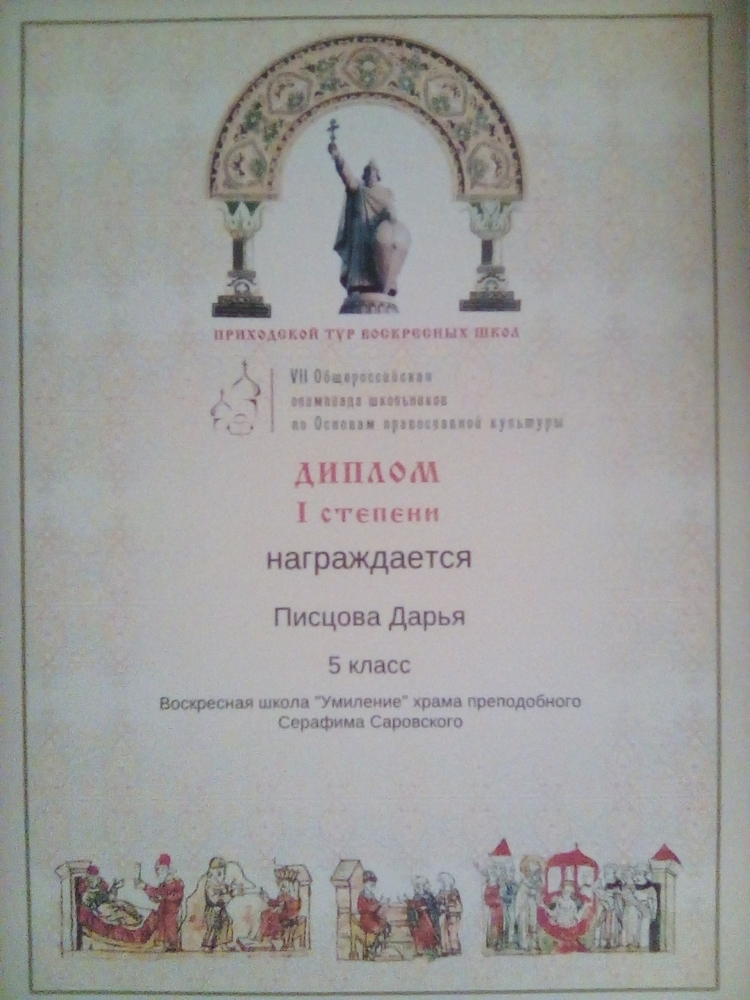 ПРИХОДСКОЙ ТУР ВОСКРЕСНЫХ ШКОЛ
VII Общероссийская
олимпиада школьников
по Основам православной культуры
ДИПЛОМ
I СТЕПЕНИ
награждается
Писцова Дарья
5 класс
Воскресная школа "Умиление" храма преподобного
Серафима Саровского